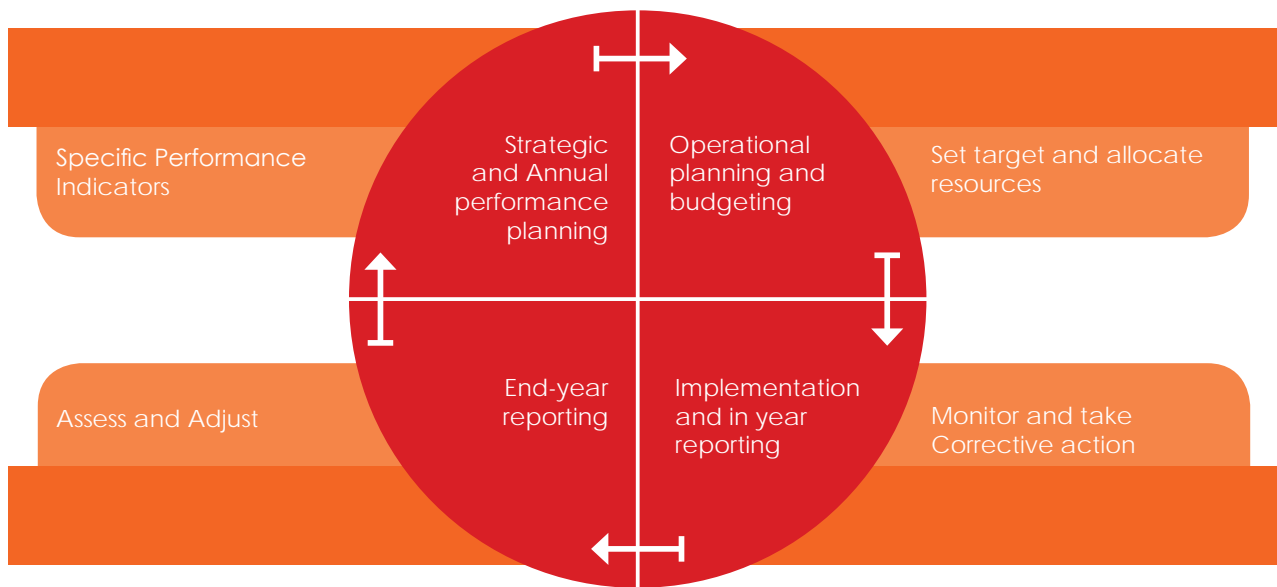 Specific Performance
Indicators
Strategic
and Annual
performance
planning
Operational
planning and
budgeting
Set target and allocate
resources
Assess and Adjust
End-year
reporting
Implementation
and in year
reporting
Monitor and take
Corrective action